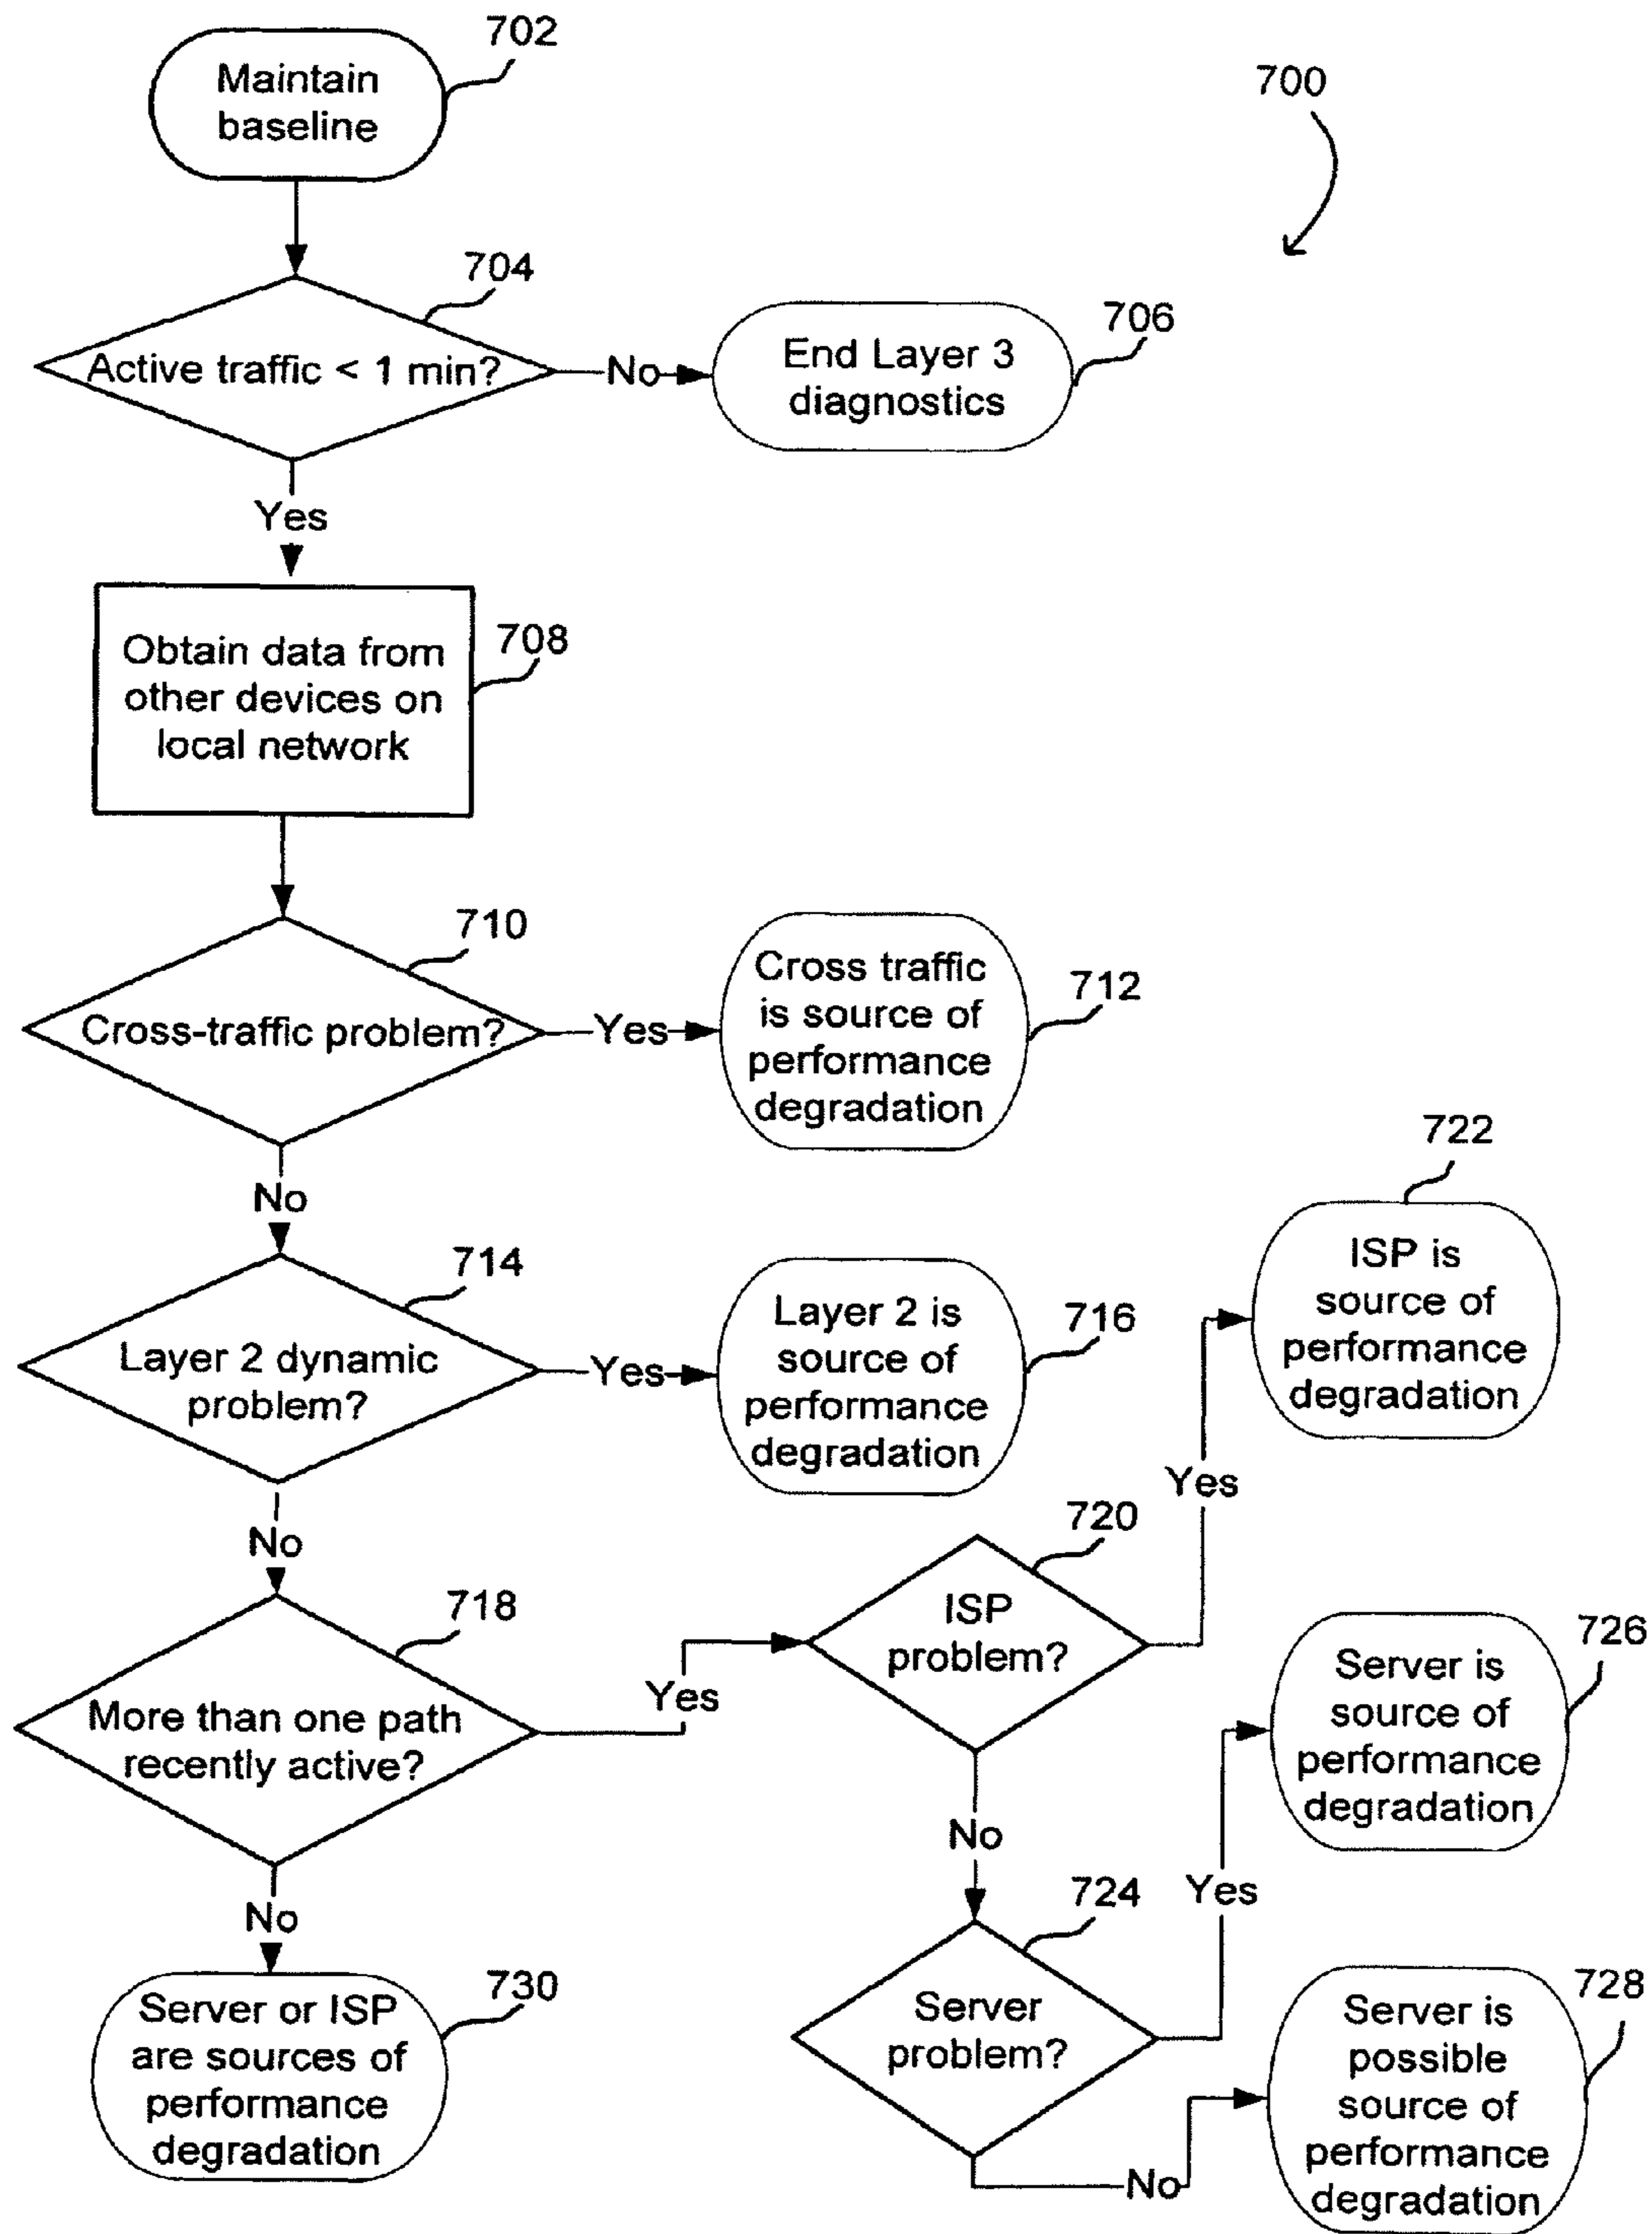 702
Maintain
baseline
700
704
Active traffic < 1 min?
No
706
End Layer 3
diagnostics
Yes
708
Obtain data from
other devices on
local network
710
Cross-traffic problem?
Yes
712
Cross traffic
is source of
performance
degradation
No
714
Layer 2 dynamic
problem?
Yes
716
Layer 2 is
source of
performance
degradation
No
718
More than one path
recently active?
Yes
720
ISP
problem?
Yes
722
ISP is
source of
performance
degradation
No
724
Server
problem?
Yes
726
Server is
source of
performance
degradation
No
728
Server is
possible
source of
performance
degradation
No
730
Server or ISP
are sources of
performance
degradation